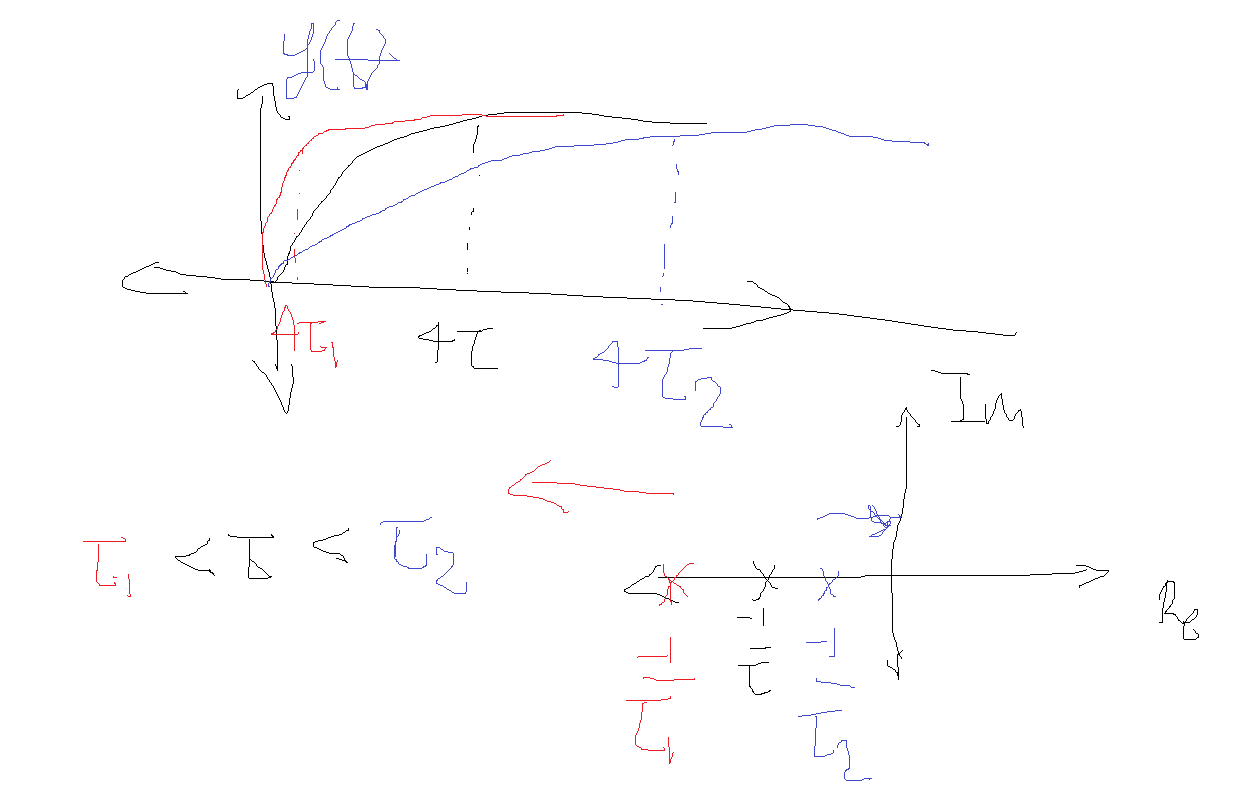 y(t)
4τ₁ 4τ 4τ₂
Im
τ₁ < τ < τ₂
Re
-1/τ₁ -1/τ -1/τ₂